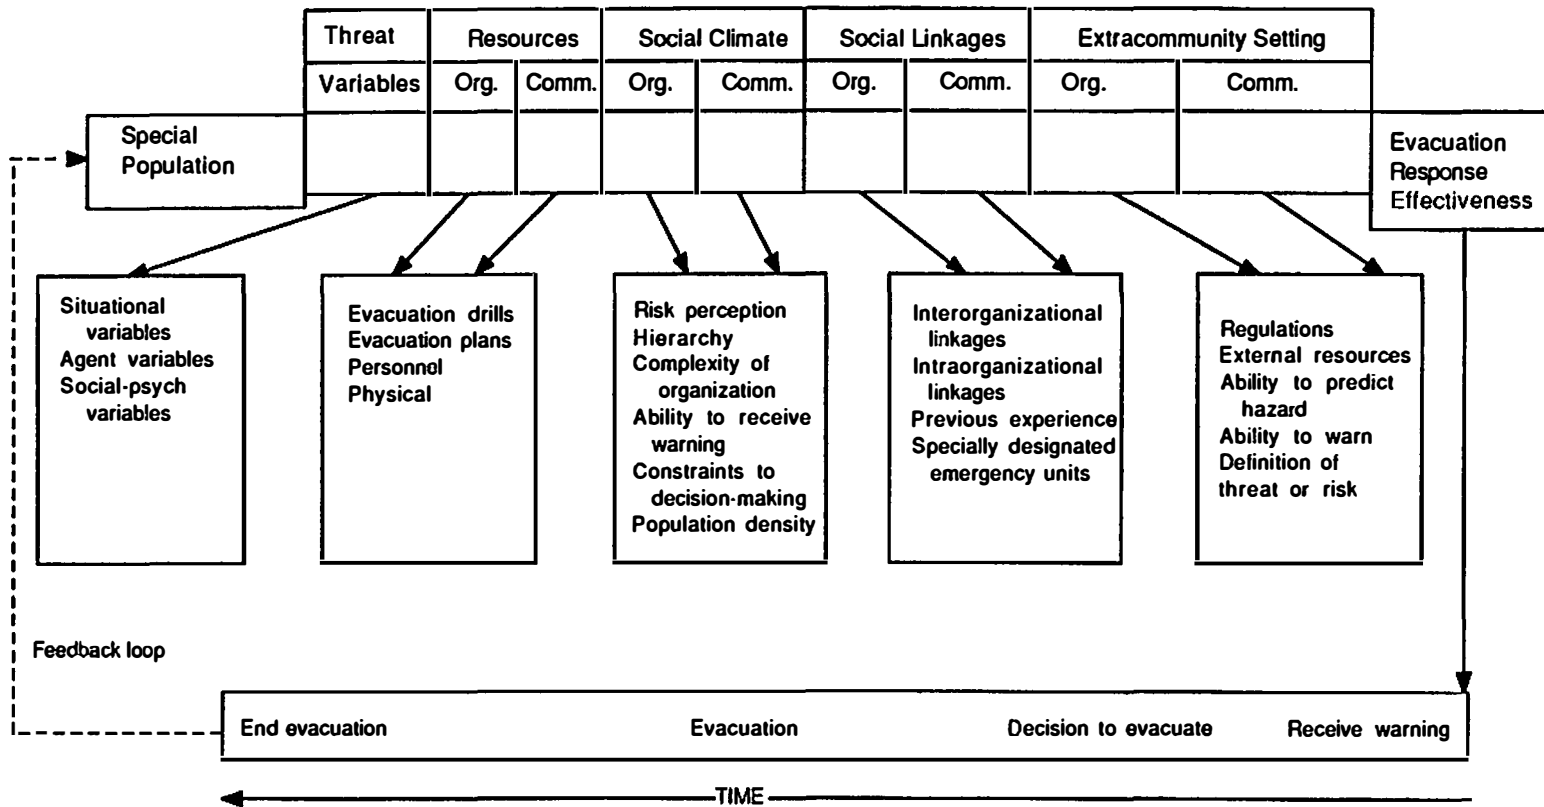 Threat Resources Social Climate Social Linkages Extracommunity Setting
Variables Org. Comm. Org. Comm. Org. Comm. Org. Comm.
Special
Population
Evacuation
Response
Effectiveness
Situational
variables
Agent variables
Social-psych
variables
Evacuation drills
Evacuation plans
Personnel
Physical
Risk perception
Hierarchy
Complexity of
organization
Ability to receive
warning
Constraints to
decision-making
Population density
Interorganizational
linkages
Intraorganizational
linkages
Previous experience
Specially designated
emergency units
Regulations
External resources
Ability to predict
hazard
Ability to warn
Definition of
threat or risk
Feedback loop
End evacuation Evacuation Decision to evacuate Receive warning
TIME